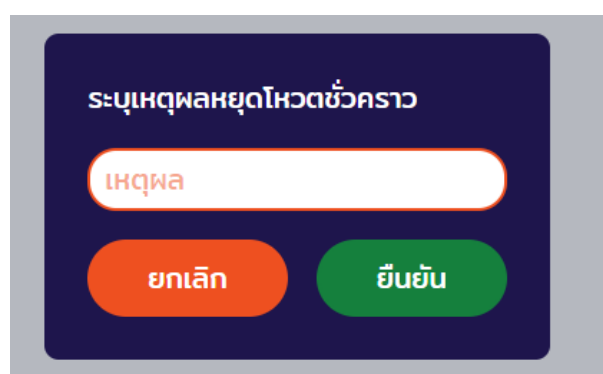 ระบุเหตุผลหยุดโหวตชั่วคราว
เหตุผล
ยกเลิก
ยืนยัน